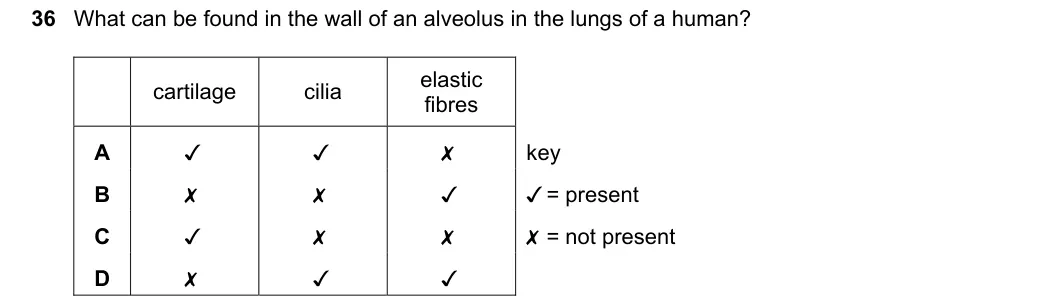 36 What can be found in the wall of an alveolus in the lungs of a human?
cartilage cilia elastic fibres
A ✓ ✓ ✗ key
B ✗ ✗ ✓ ✓ = present
C ✓ ✗ ✗ ✗ = not present
D ✗ ✓ ✓